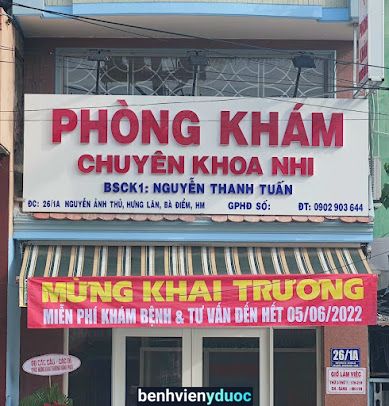 PHÒNG KHÁM
CHUYÊN KHOA NHI
BSCK1: NGUYỄN THANH TUẤN
ĐC: 26/1A NGUYỄN ẢNH THỦ, HƯNG LÂN, BÀ ĐIỂM, HM GPHĐ SỐ: ĐT: 0902 903 644
MỪNG KHAI TRƯƠNG
MIỄN PHÍ KHÁM BỆNH & TƯ VẤN ĐẾN HẾT 05/06/2022
26/1A
GIỜ LÀM VIỆC
benhvienyduoc